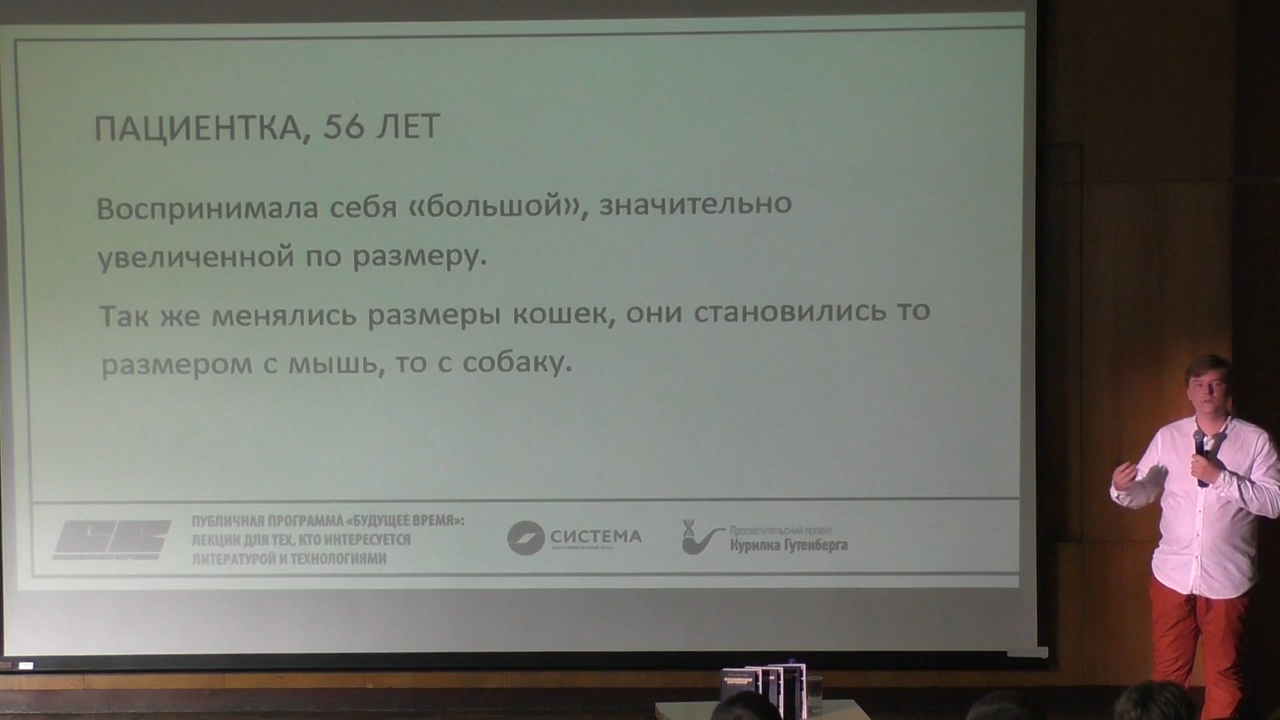 ПАЦИЕНТКА, 56 ЛЕТ
Воспринимала себя «большой», значительно
увеличенной по размеру.
Так же менялись размеры кошек, они становились то
размером с мышь, то с собаку.
ПУБЛИЧНАЯ ПРОГРАММА «БУДУЩЕЕ ВРЕМЯ»:
ЛЕКЦИИ ДЛЯ ТЕХ, КТО ИНТЕРЕСУЕТСЯ
ЛИТЕРАТУРОЙ И ТЕХНОЛОГИЯМИ
СИСТЕМА
Просветительский проект
Курилка Гутенберга